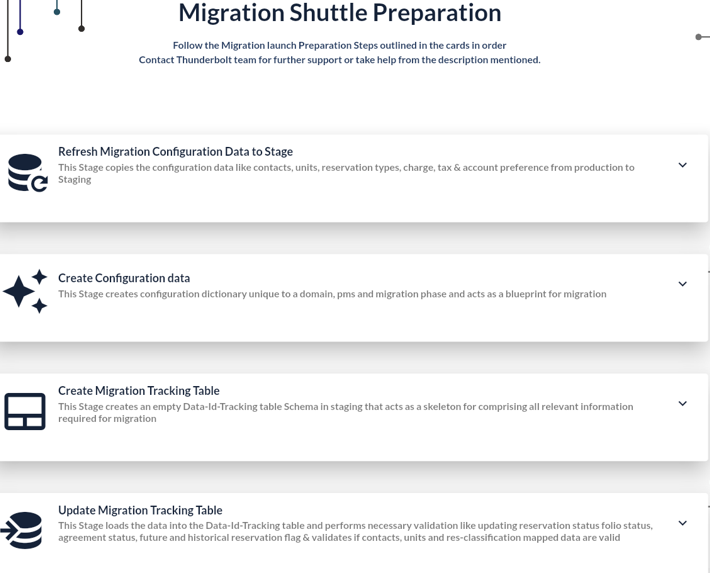 Migration Shuttle Preparation
Follow the Migration launch Preparation Steps outlined in the cards in order
Contact Thunderbolt team for further support or take help from the description mentioned.
Refresh Migration Configuration Data to Stage
This Stage copies the configuration data like contacts, units, reservation types, charge, tax & account preference from production to
Staging
Create Configuration data
This Stage creates configuration dictionary unique to a domain, pms and migration phase and acts as a blueprint for migration
Create Migration Tracking Table
This Stage creates an empty Data-Id-Tracking table Schema in staging that acts as a skeleton for comprising all relevant information
required for migration
Update Migration Tracking Table
This Stage loads the data into the Data-Id-Tracking table and performs necessary validation like updating reservation status folio status,
agreement status, future and historical reservation flag & validates if contacts, units and res-classification mapped data are valid